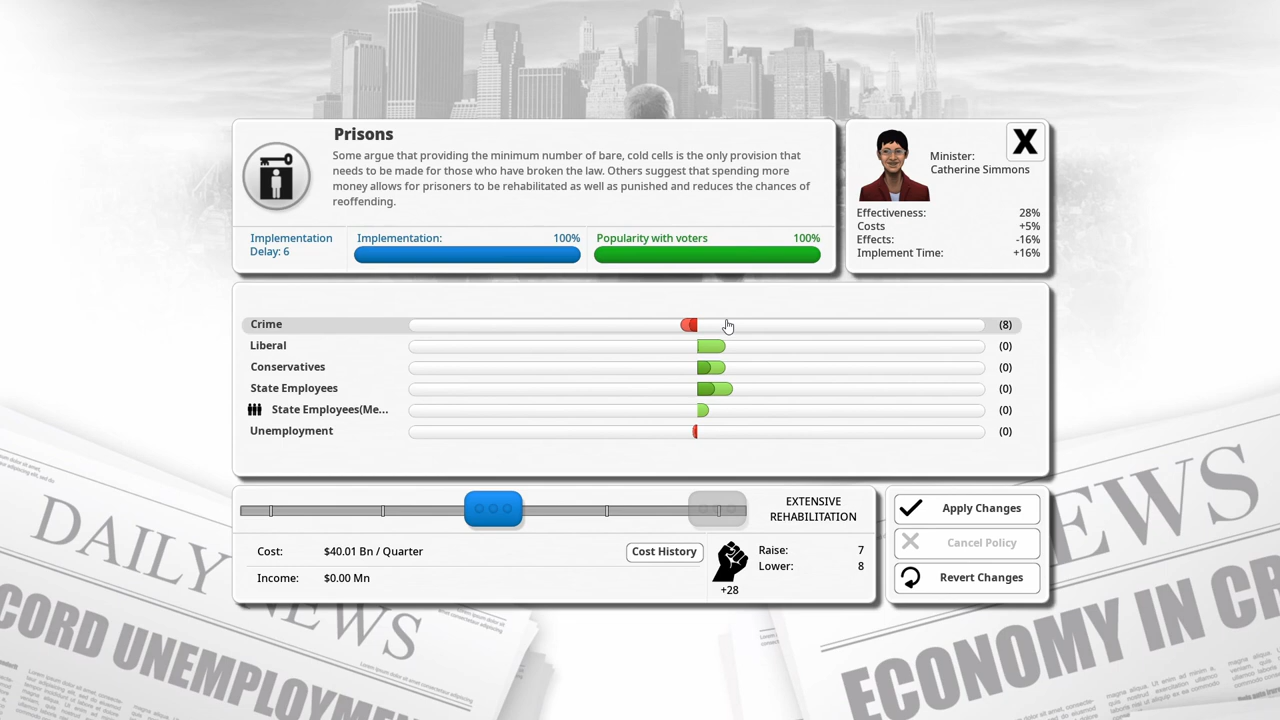 Prisons
Some argue that providing the minimum number of bare, cold cells is the only provision that
needs to be made for those who have broken the law. Others suggest that spending more
money allows for prisoners to be rehabilitated as well as punished and reduces the chances of
reoffending.
Implementation
Delay: 6
Implementation: 100%
Popularity with voters 100%
X
Minister:
Catherine Simmons
Effectiveness: 28%
Costs +5%
Effects: -16%
Implement Time: +16%
Crime (8)
Liberal (0)
Conservatives (0)
State Employees (0)
State Employees(Me... (0)
Unemployment (0)
EXTENSIVE
REHABILITATION
Cost: $40.01 Bn / Quarter
Cost History
Income: $0.00 Mn
+28
Raise: 7
Lower: 8
Apply Changes
Cancel Policy
Revert Changes
DAILY NEWS
CORD UNEMPLOYME
EWS
ECONOMY IN CR